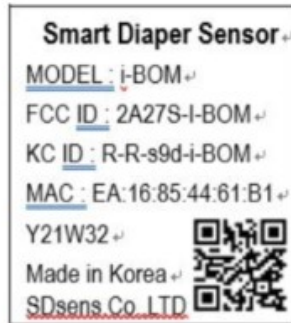 Smart Diaper Sensor
MODEL : i-BOM
FCC ID : 2A27S-I-BOM
KC ID : R-R-s9d-i-BOM
MAC : EA:16:85:44:61:B1
Y21W32
Made in Korea
SDsens Co. LTD